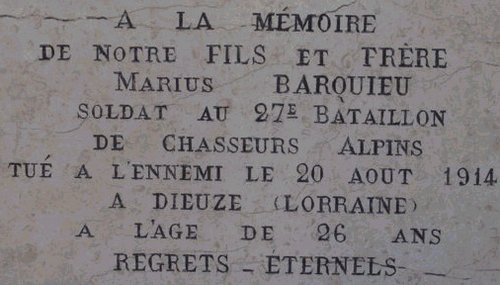 A LA MÉMOIRE
DE NOTRE FILS ET FRÈRE
MARIUS BARQUIEU
SOLDAT AU 27E BATAILLON
DE CHASSEURS ALPINS
TUÉ A L'ENNEMI LE 20 AOUT 1914
A DIEUZE (LORRAINE)
A L'AGE DE 26 ANS
REGRETS - ÉTERNELS